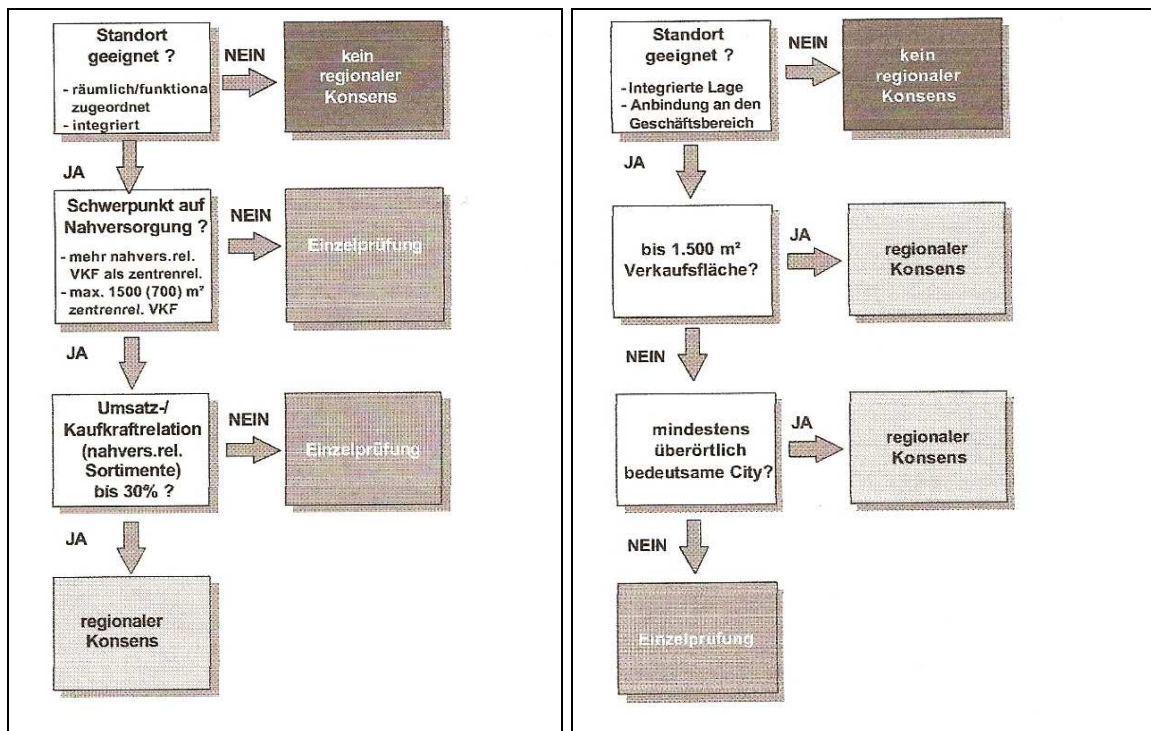 Standort
geeignet ?
- räumlich/funktional
zugeordnet
- integriert
NEIN
kein
regionaler
Konsens
JA
Schwerpunkt auf
Nahversorgung ?
- mehr nahvers.rel.
VKF als zentrenrel.
- max. 1500 (700) m²
zentrenrel. VKF
NEIN
Einzelprüfung
JA
Umsatz-/
Kaufkraftrelation
(nahvers.rel.
Sortimente)
bis 30% ?
NEIN
Einzelprüfung
JA
regionaler
Konsens
Standort
geeignet ?
- Integrierte Lage
- Anbindung an den
Geschäftsbereich
NEIN
kein
regionaler
Konsens
JA
bis 1.500 m²
Verkaufsfläche?
JA
regionaler
Konsens
NEIN
mindestens
überörtlich
bedeutsame City?
JA
regionaler
Konsens
NEIN
Einzelprüfung